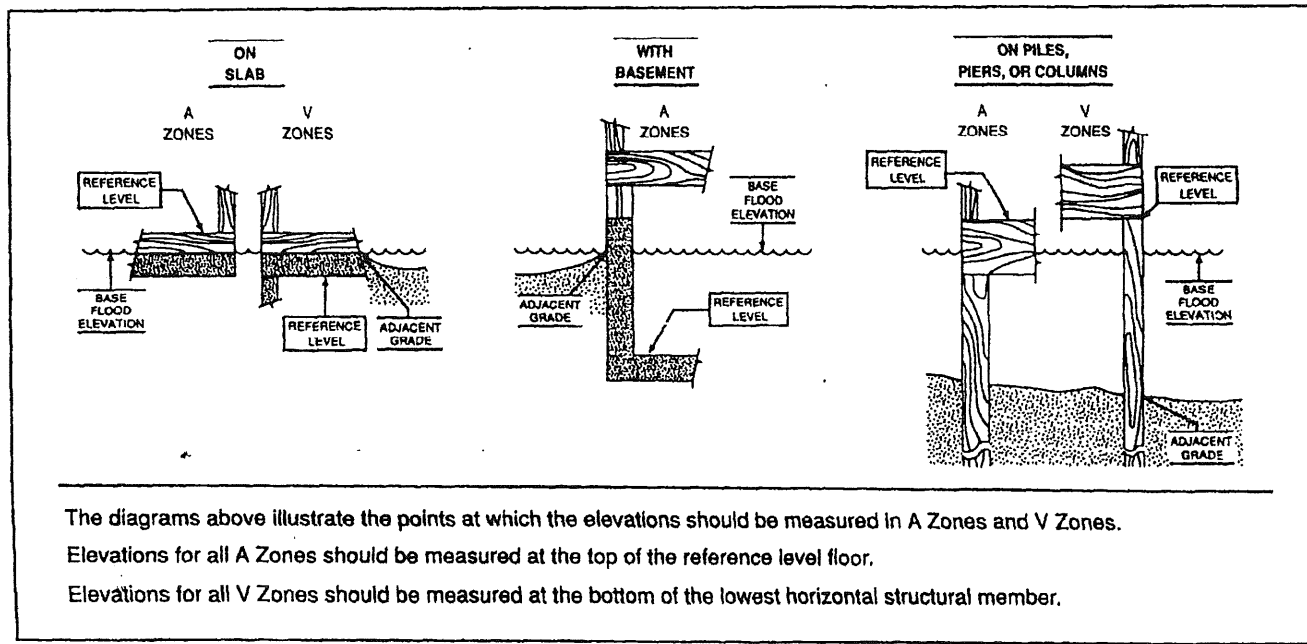 ON
SLAB
A
ZONES
V
ZONES
REFERENCE
LEVEL
BASE
FLOOD
ELEVATION
REFERENCE
LEVEL
ADJACENT
GRADE
WITH
BASEMENT
A
ZONES
BASE
FLOOD
ELEVATION
ADJACENT
GRADE
REFERENCE
LEVEL
ON PILES,
PIERS, OR COLUMNS
A
ZONES
V
ZONES
REFERENCE
LEVEL
REFERENCE
LEVEL
BASE
FLOOD
ELEVATION
ADJACENT
GRADE
The diagrams above illustrate the points at which the elevations should be measured in A Zones and V Zones.
Elevations for all A Zones should be measured at the top of the reference level floor.
Elevations for all V Zones should be measured at the bottom of the lowest horizontal structural member.